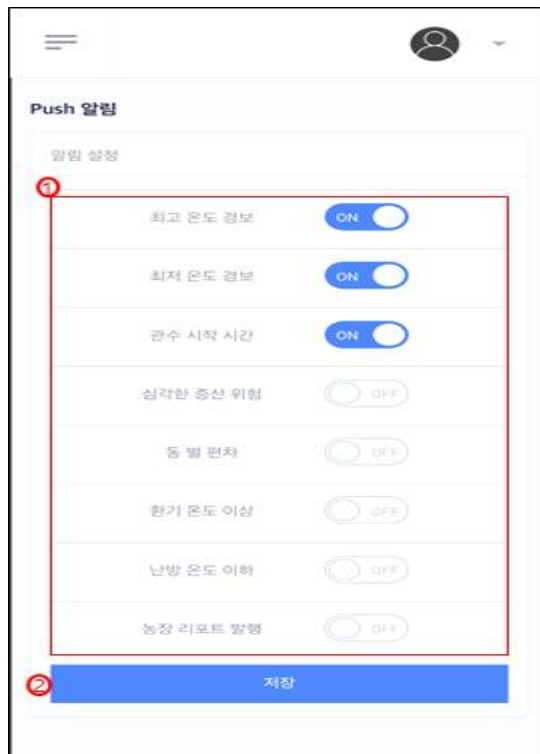 Push 알림
알림 설정
①
최고 온도 경보 ON
최저 온도 경보 ON
관수 시작 시간 ON
심각한 증산 위험 OFF
동 별 편차 OFF
환기 온도 이상 OFF
난방 온도 이하 OFF
농장 리포트 발행 OFF
② 저장